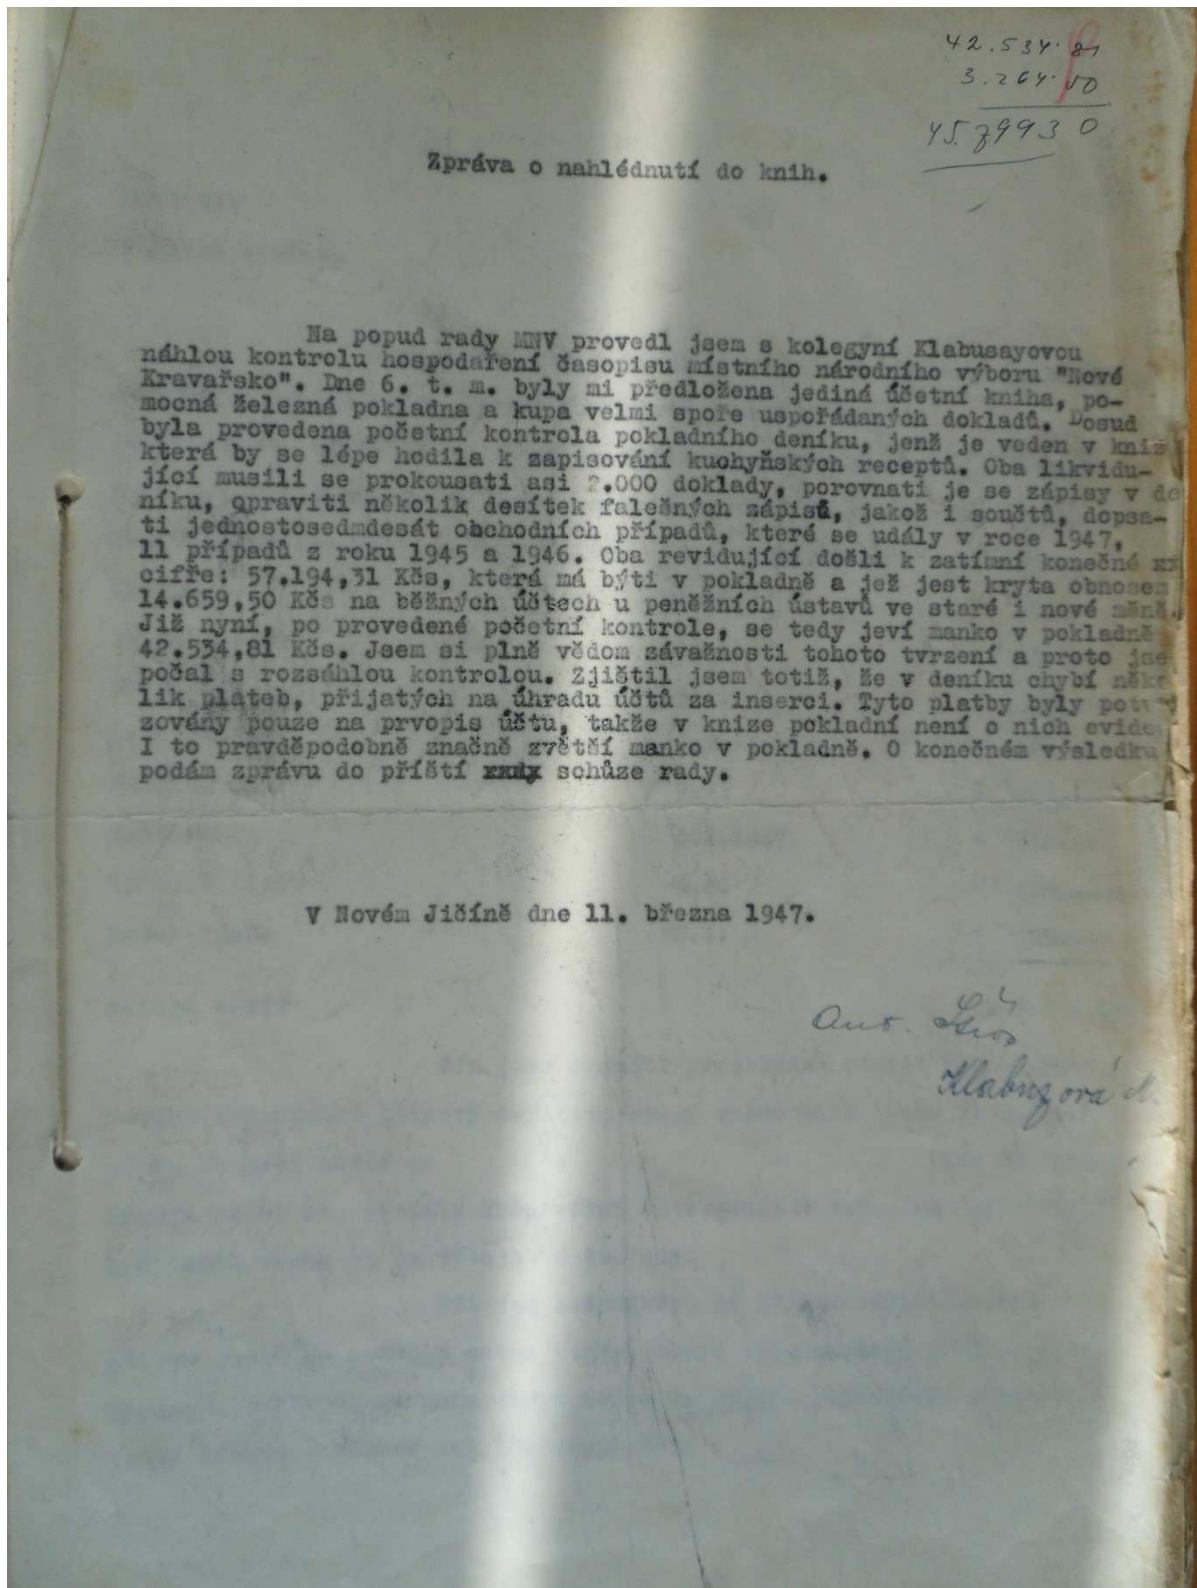 42.534.81
3.264.50
45.799 30
Zpráva o nahlédnutí do knih.
Na popud rady MNV provedl jsem s kolegyní Klabusayovou
náhlou kontrolu hospodaření časopisu místního národního výboru "Nové
Kravařsko". Dne 6. t. m. byly mi předložena jediná účetní kniha, po-
mocná železná pokladna a kupa velmi spoře uspořádaných dokladů. Dosud
byla provedena početní kontrola pokladního deníku, jenž je veden v kniz
která by se lépe hodila k zapisování kuchyňských receptů. Oba likvidu-
jící musili se prokousati asi 2.000 doklady, porovnati je se zápisy v de
níku, opraviti několik desítek falečných zápisů, jakož i součtů, dopsa-
ti jednostosedmdesát obchodních případů, které se udály v roce 1947,
11 případů z roku 1945 a 1946. Oba revidující došli k zatímní konečné
cifře: 57.194,31 Kčs, která má býti v pokladně a jež jest kryta obnosem
14.659,50 Kčs na běžných účtech u peněžních ústavů ve staré i nové měně.
Již nyní, po provedené početní kontrole, se tedy jeví manko v pokladně
42.534,81 Kčs. Jsem si plně vědom závažnosti tohoto tvrzení a proto jse
počal s rozsáhlou kontrolou. Zjištil jsem totiž, že v deníku chybí něko
lik plateb, přijatých na úhradu účtů za inserci. Tyto platby byly potvr
zovány pouze na prvopis účtu, takže v knize pokladní není o nich evide
I to pravděpodobně značně zvětší manko v pokladně. O konečném výsledku
podám zprávu do příští schůze rady.
V Novém Jičíně dne 11. března 1947.
Ant.
Klabuzová M.